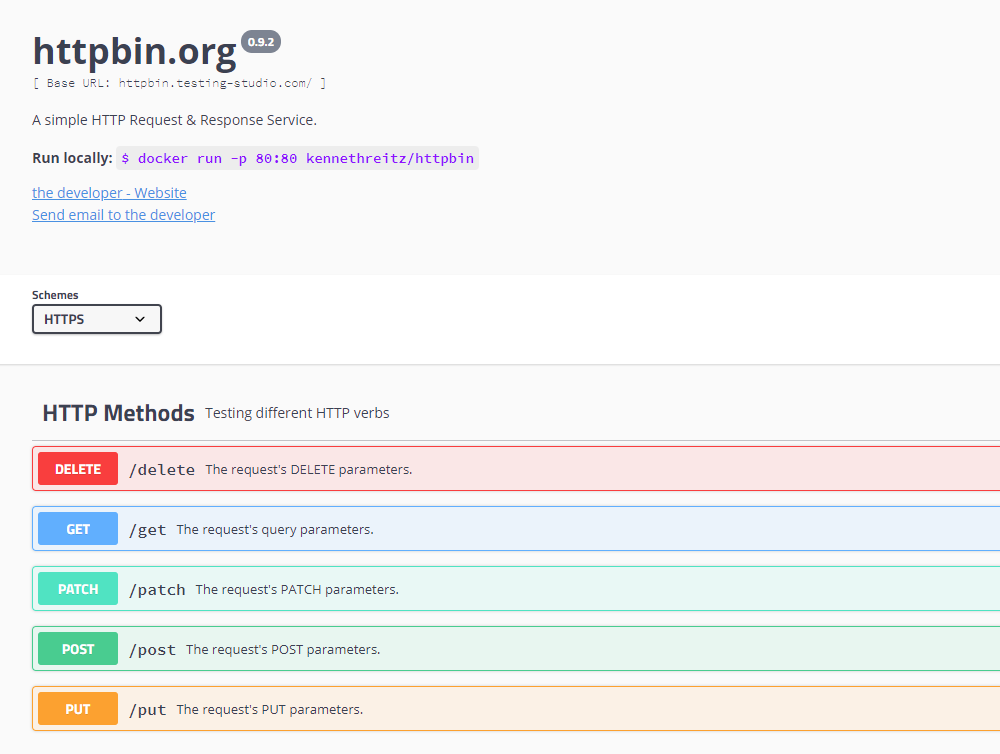 httpbin.org 0.9.2
[ Base URL: httpbin.testing-studio.com/ ]
A simple HTTP Request & Response Service.
Run locally: $ docker run -p 80:80 kennethreitz/httpbin
the developer - Website
Send email to the developer
Schemes
HTTPS
HTTP Methods Testing different HTTP verbs
DELETE /delete The request's DELETE parameters.
GET /get The request's query parameters.
PATCH /patch The request's PATCH parameters.
POST /post The request's POST parameters.
PUT /put The request's PUT parameters.